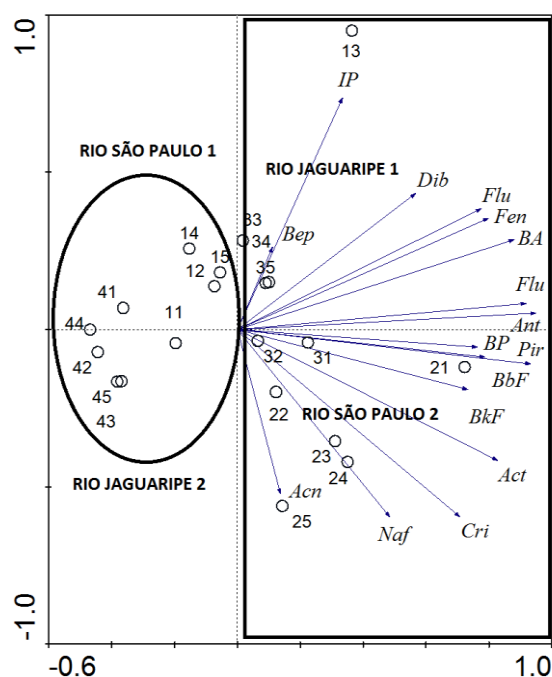 1.0
13
IP
RIO SÃO PAULO 1
RIO JAGUARIPE 1
Dib
Flu
33
Fen
14
34
Bep
BA
15
35
12
41
11
Flu
44
Ant
BP
Pir
42
32
31
21
BbF
45
22
BkF
43
RIO SÃO PAULO 2
23
RIO JAGUARIPE 2
24
Act
Acn
25
Naf
Cri
-1.0
-0.6
1.0